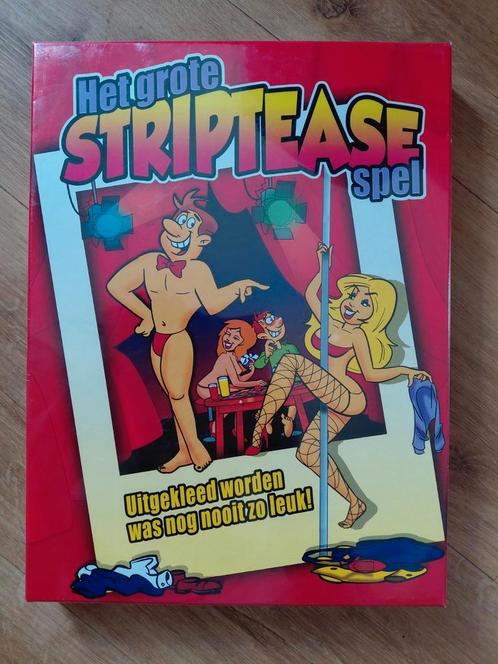 Het grote
STRIPTEASE
spel
Uitgekleed worden
was nog nooit zo leuk!